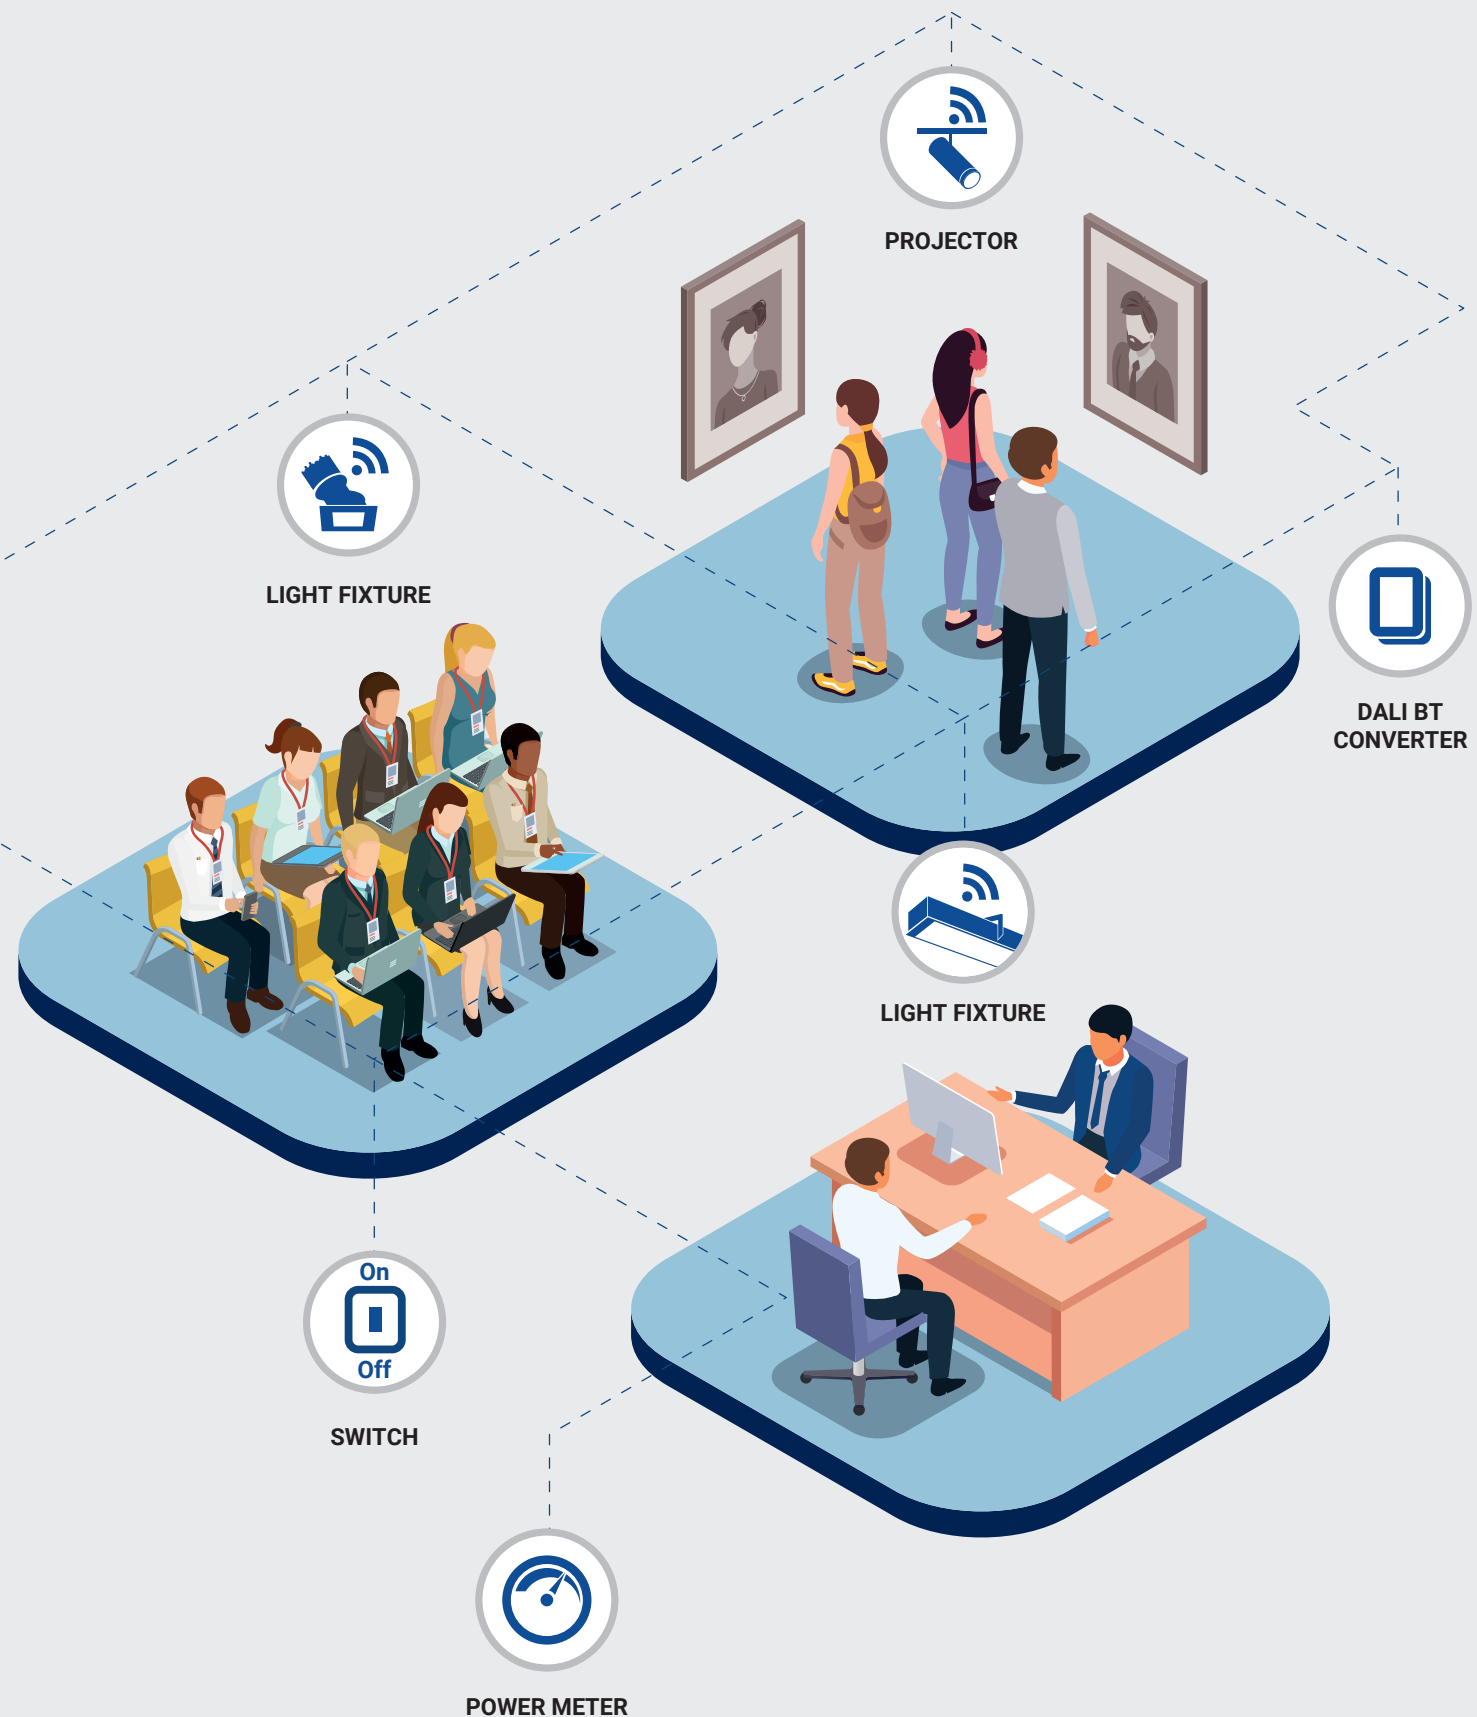 PROJECTOR
LIGHT FIXTURE
DALI BT
CONVERTER
LIGHT FIXTURE
On
Off
SWITCH
POWER METER